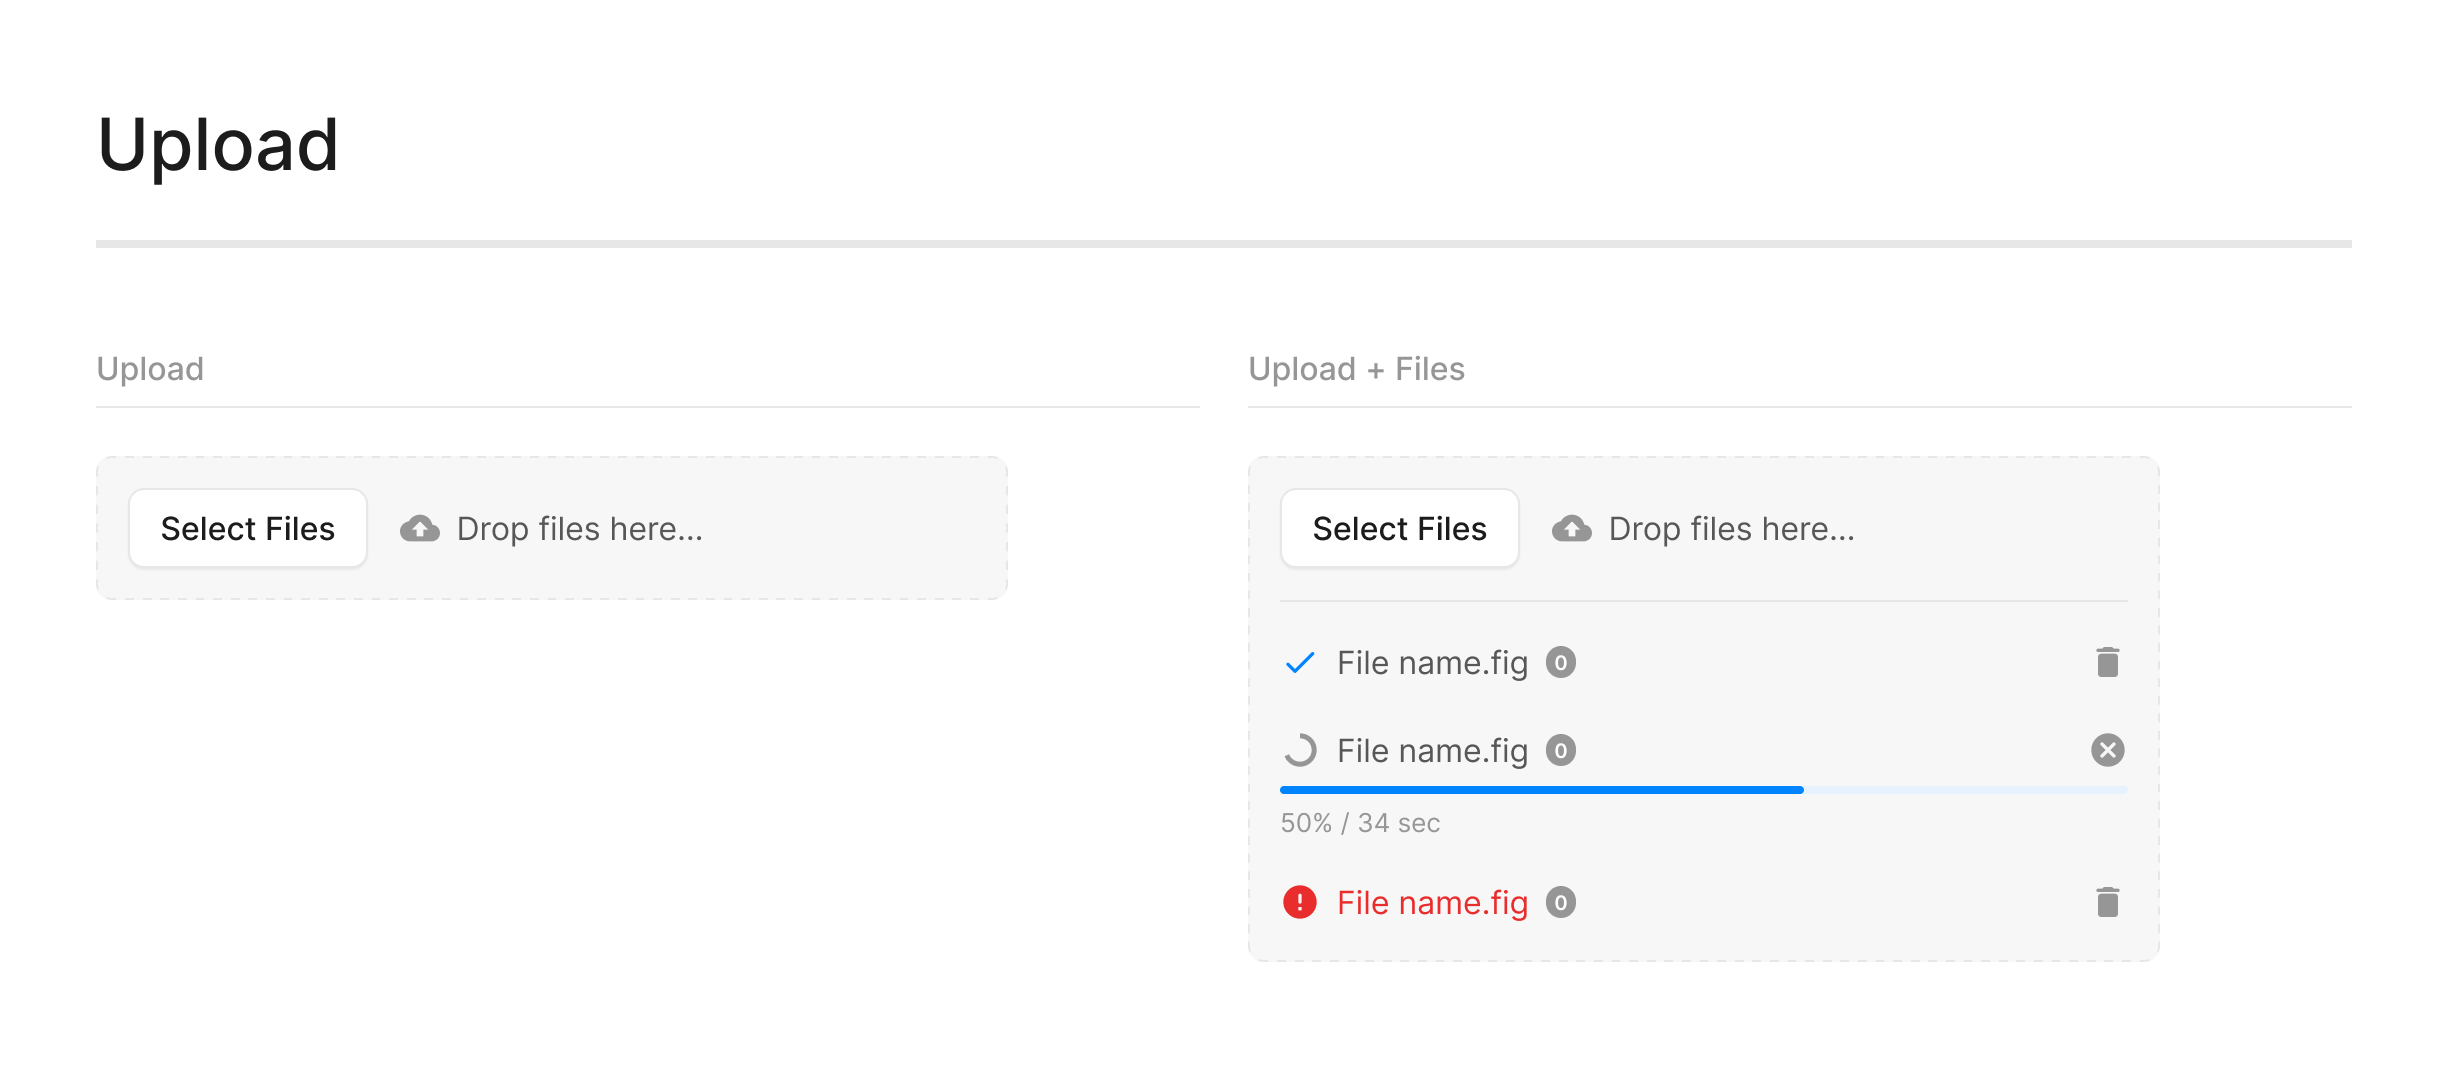 Upload
Upload
Select Files
Drop files here...
Upload + Files
Select Files
Drop files here...
File name.fig 0
File name.fig 0
50% / 34 sec
File name.fig 0